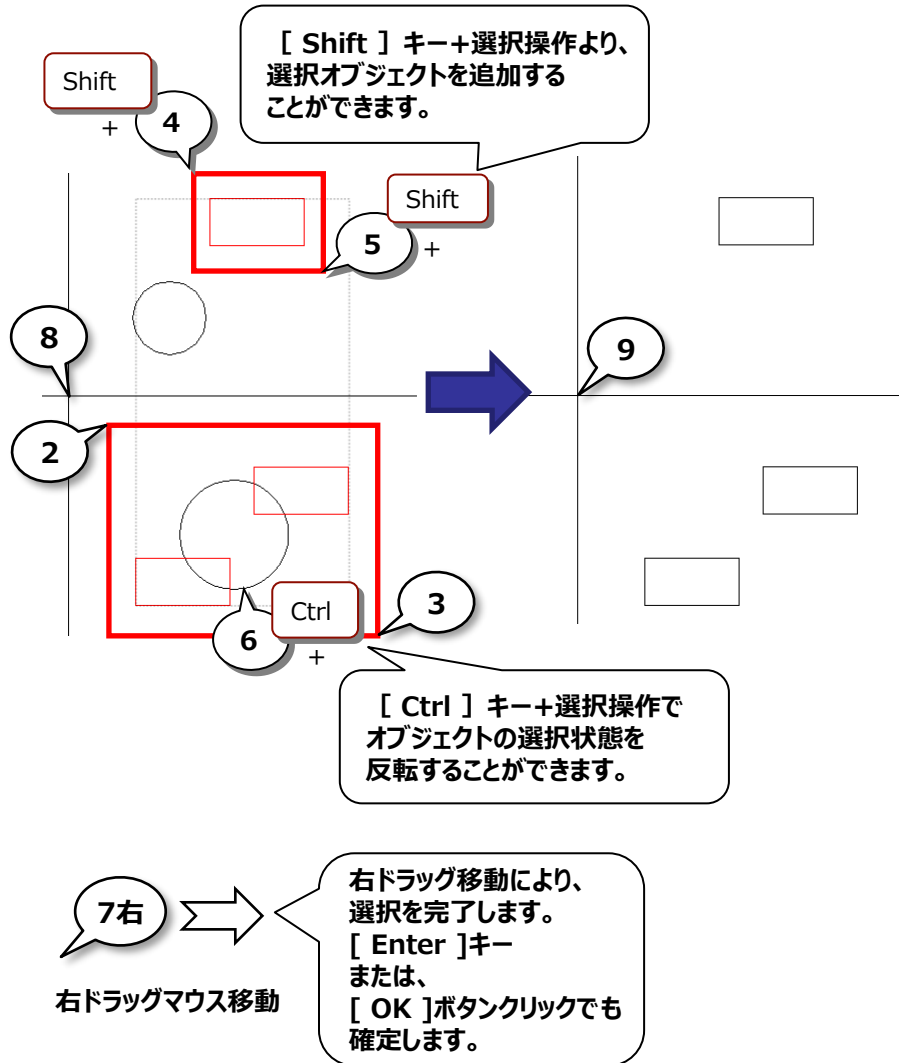 ［ Shift ］キー+選択操作より、
選択オブジェクトを追加する
ことができます。
Shift
+
4
Shift
5
+
8
9
2
3
Ctrl
6
+
［ Ctrl ］キー+選択操作で
オブジェクトの選択状態を
反転することができます。
7右
右ドラッグマウス移動
右ドラッグ移動により、
選択を完了します。
[ Enter ]キー
または、
[ OK ]ボタンクリックでも
確定します。